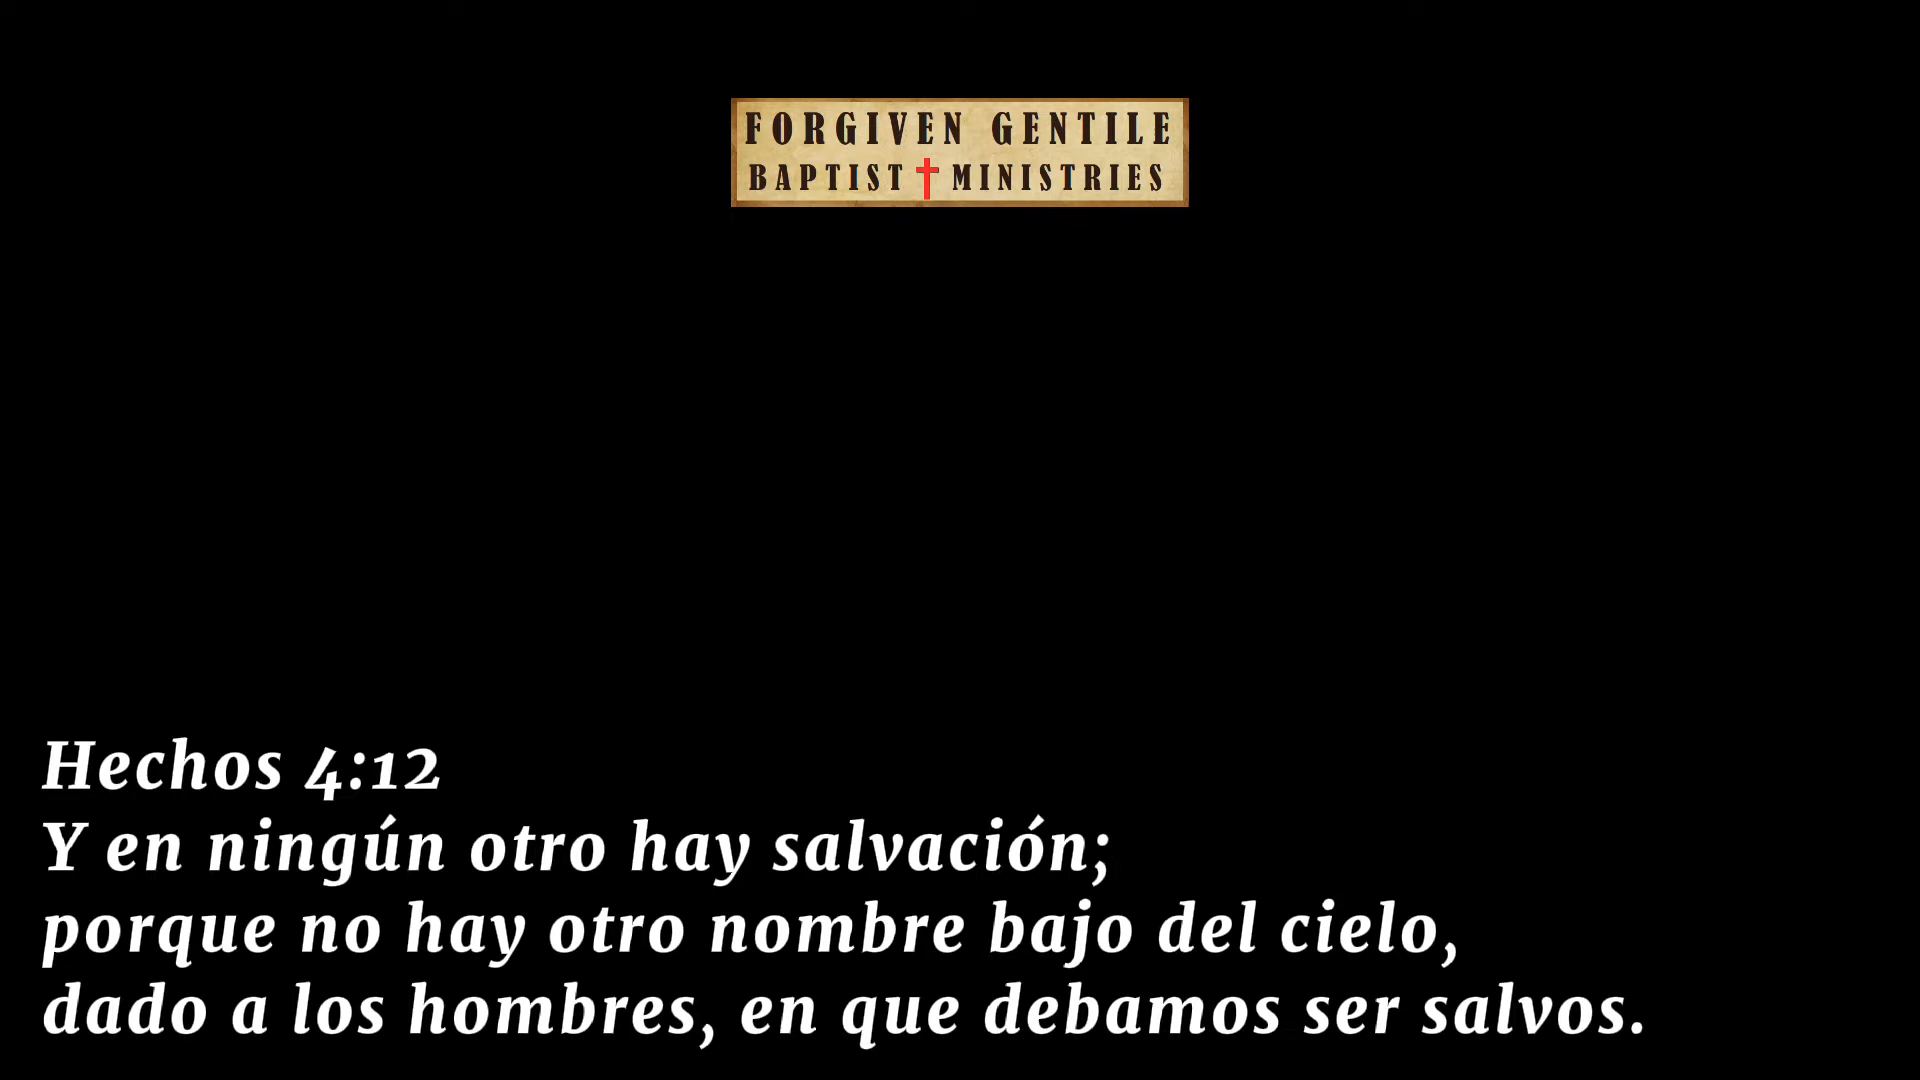 FORGIVEN GENTILE
BAPTIST MINISTRIES
Hechos 4:12
Y en ningún otro hay salvación;
porque no hay otro nombre bajo del cielo,
dado a los hombres, en que debamos ser salvos.